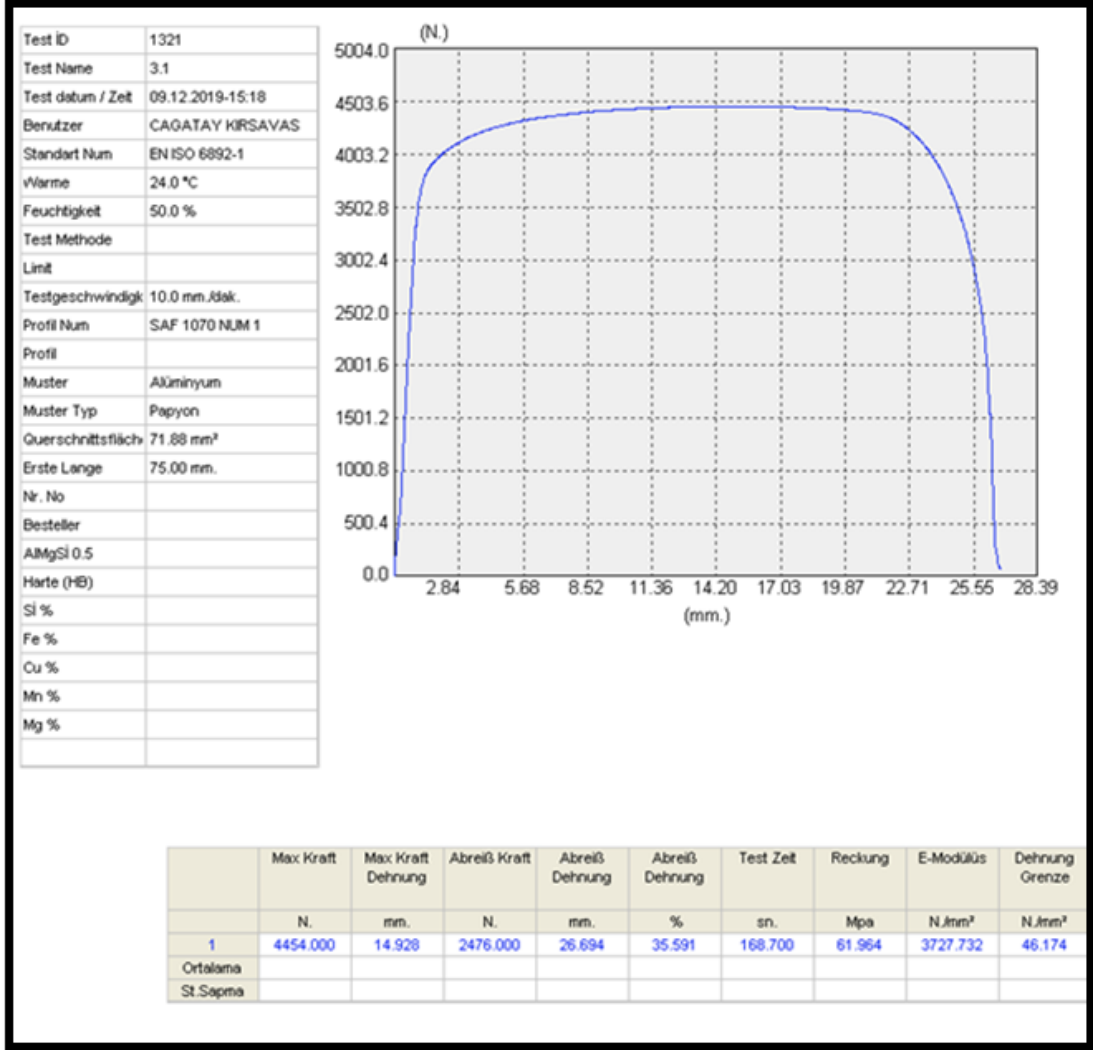 Test İD 1321
Test Name 3.1
Test datum / Zeit 09.12.2019-15:18
Benutzer CAGATAY KIRSAVAS
Standart Num EN ISO 6892-1
Warme 24.0 °C
Feuchtigkeit 50.0 %
Test Methode
Limit
Testgeschwindigk 10.0 mm./dak.
Profil Num SAF 1070 NUM 1
Profil
Muster Alüminyum
Muster Typ Papyon
Querschnittsfläch 71.88 mm²
Erste Lange 75.00 mm.
Nr. No
Besteller
AlMgSİ 0.5
Harte (HB)
Sİ %
Fe %
Cu %
Mn %
Mg %
(N.)
5004.0
4503.6
4003.2
3502.8
3002.4
2502.0
2001.6
1501.2
1000.8
500.4
0.0
2.84 5.68 8.52 11.36 14.20 17.03 19.87 22.71 25.55 28.39
(mm.)
Max Kraft Max Kraft Abreiß Kraft Abreiß Abreiß Test Zeit Reckung E-Modülüs Dehnung
Dehnung Dehnung Dehnung Grenze
N. mm. N. mm. % sn. Mpa N./mm² N./mm²
1 4454.000 14.928 2476.000 26.694 35.591 168.700 61.964 3727.732 46.174
Ortalama
St.Sapma